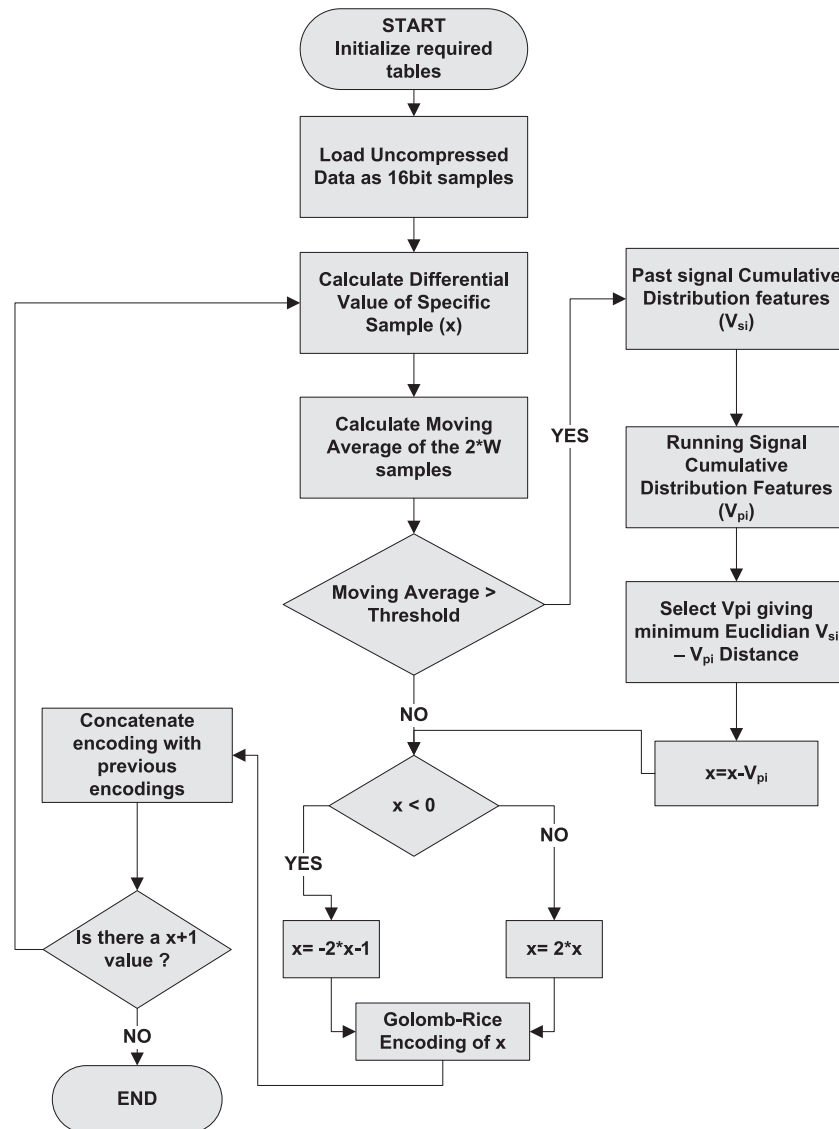 START
Initialize required
tables
Load Uncompressed
Data as 16bit samples
Calculate Differential
Value of Specific
Sample (x)
Calculate Moving
Average of the 2*W
samples
Moving Average >
Threshold
YES
Past signal Cumulative
Distribution features
(Vsi)
Running Signal
Cumulative
Distribution Features
(Vpi)
Select Vpi giving
minimum Euclidian Vsi
– Vpi Distance
x=x-Vpi
NO
x < 0
YES
NO
x= -2*x-1
x= 2*x
Golomb-Rice
Encoding of x
Concatenate
encoding with
previous
encodings
Is there a x+1
value ?
NO
END